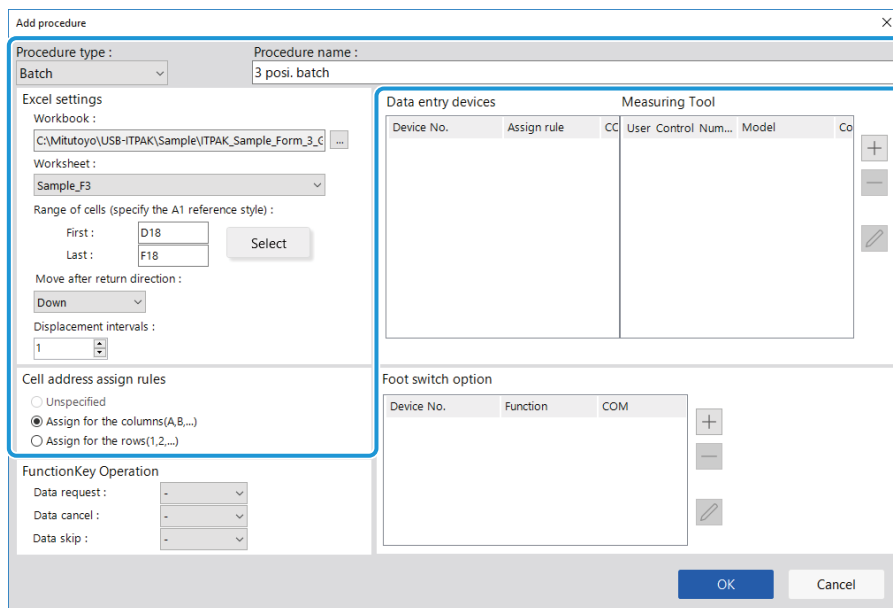 Add procedure
Procedure type :
Procedure name :
Batch
3 posi. batch
Excel settings
Workbook :
C:\Mitutoyo\USB-ITPAK\Sample\ITPAK_Sample_Form_3_G
...
Worksheet :
Sample_F3
Range of cells (specify the A1 reference style) :
First :
D18
Last :
F18
Select
Move after return direction :
Down
Displacement intervals :
1
Cell address assign rules
Unspecified
Assign for the columns(A,B,...)
Assign for the rows(1,2,...)
FunctionKey Operation
Data request :
-
Data cancel :
-
Data skip :
-
Data entry devices
Measuring Tool
Device No.
Assign rule
CC
User Control Num...
Model
Co
Foot switch option
Device No.
Function
COM
OK
Cancel